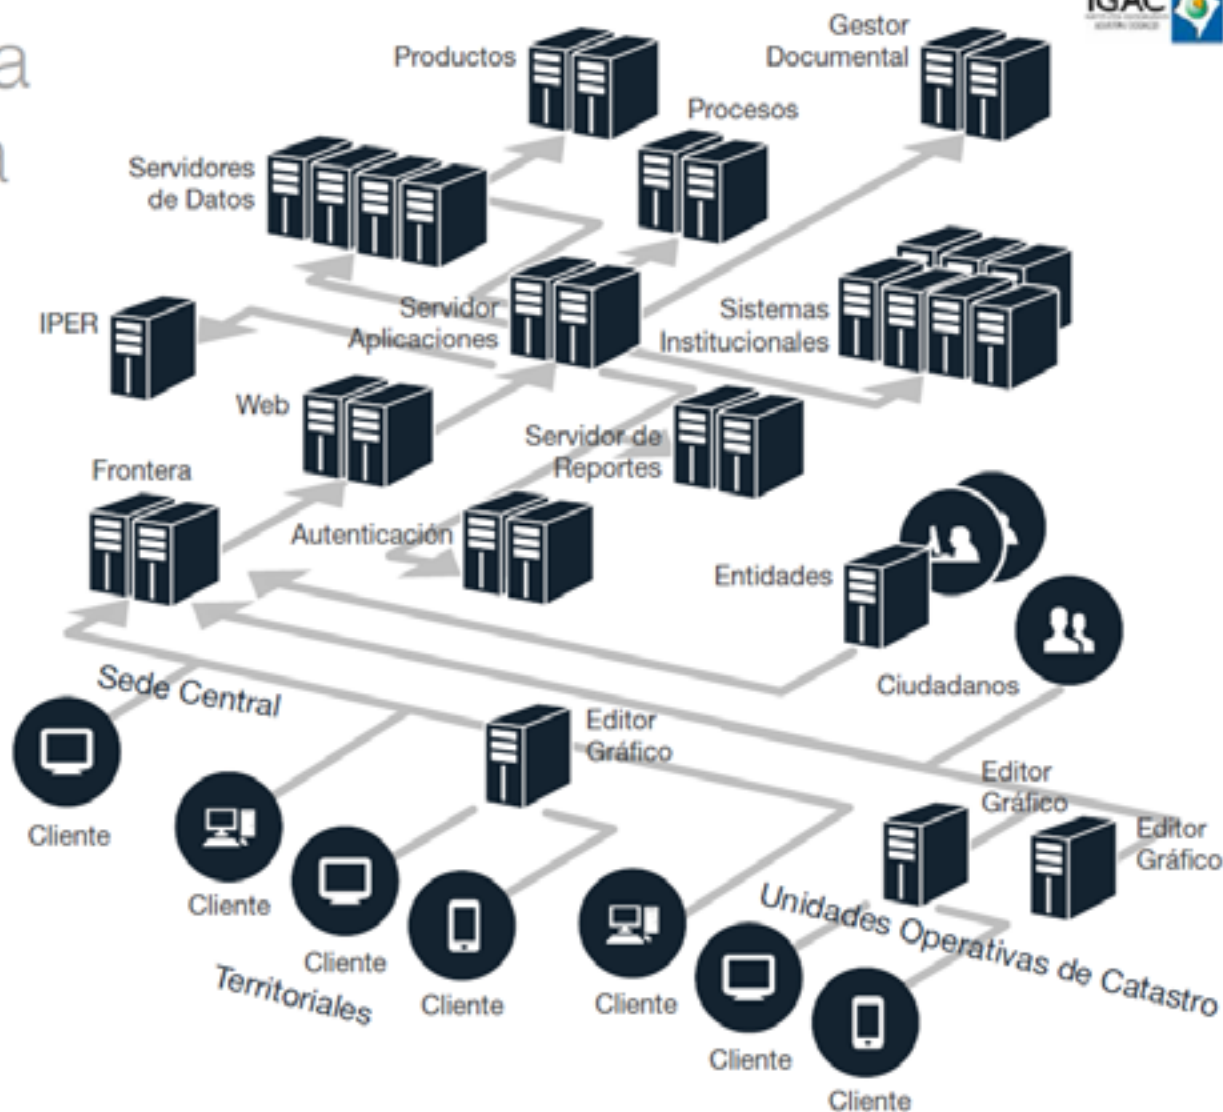 IGAC
a
a
Productos
Gestor
Documental
Procesos
Servidores
de Datos
IPER
Servidor
Aplicaciones
Sistemas
Institucionales
Web
Servidor de
Reportes
Frontera
Autenticación
Entidades
Ciudadanos
Sede Central
Editor
Gráfico
Editor
Gráfico
Editor
Gráfico
Cliente
Cliente
Cliente
Cliente
Cliente
Cliente
Cliente
Territoriales
Unidades Operativas de Catastro